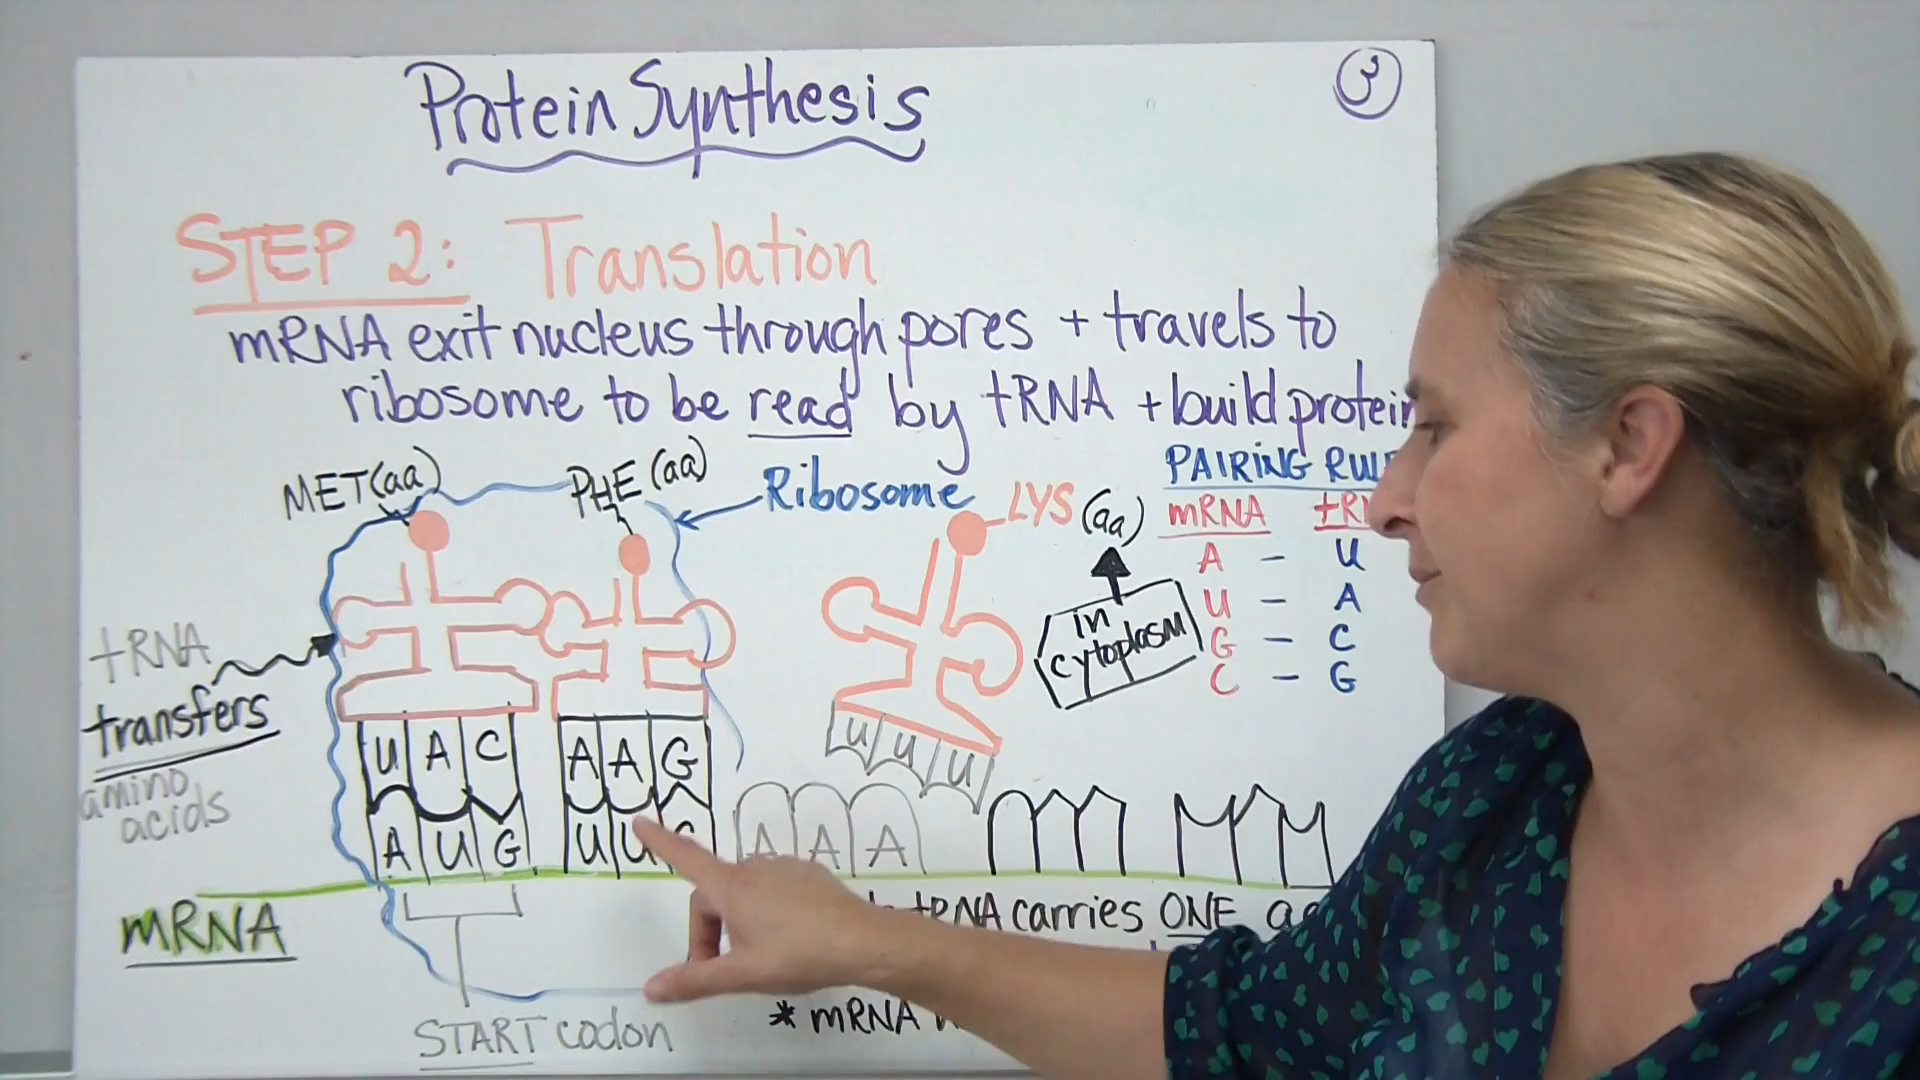 Protein Synthesis
3
STEP 2: Translation
mRNA exit nucleus through pores + travels to
ribosome to be read by tRNA + build protein
MET(aa)
PHE (aa)
Ribosome
LYS (aa)
in
cytoplasm
PAIRING RUL
mRNA
A - U
U - A
G - C
C - G
tRNA
transfers
amino
acids
U A C
A A G
U U U
A U G
U U C
A A A
mRNA
START codon
tRNA carries ONE
* mRNA